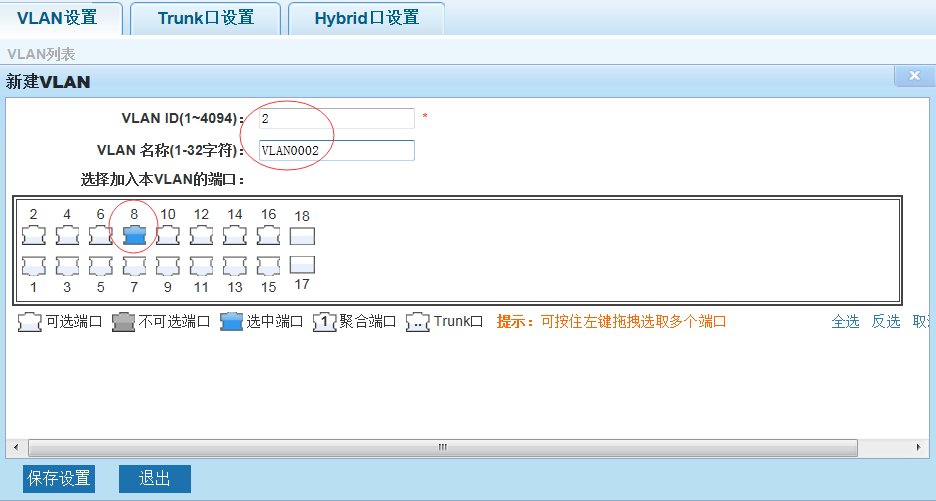 VLAN设置 Trunk口设置 Hybrid口设置
VLAN列表
新建VLAN
VLAN ID(1~4094)： 2 *
VLAN 名称(1-32字符)： VLAN0002
选择加入本VLAN的端口：
2 4 6 8 10 12 14 16 18
1 3 5 7 9 11 13 15 17
可选端口 不可选端口 选中端口 1 聚合端口 .. Trunk口 提示：可按住左键拖拽选取多个端口 全选 反选 取
保存设置 退出